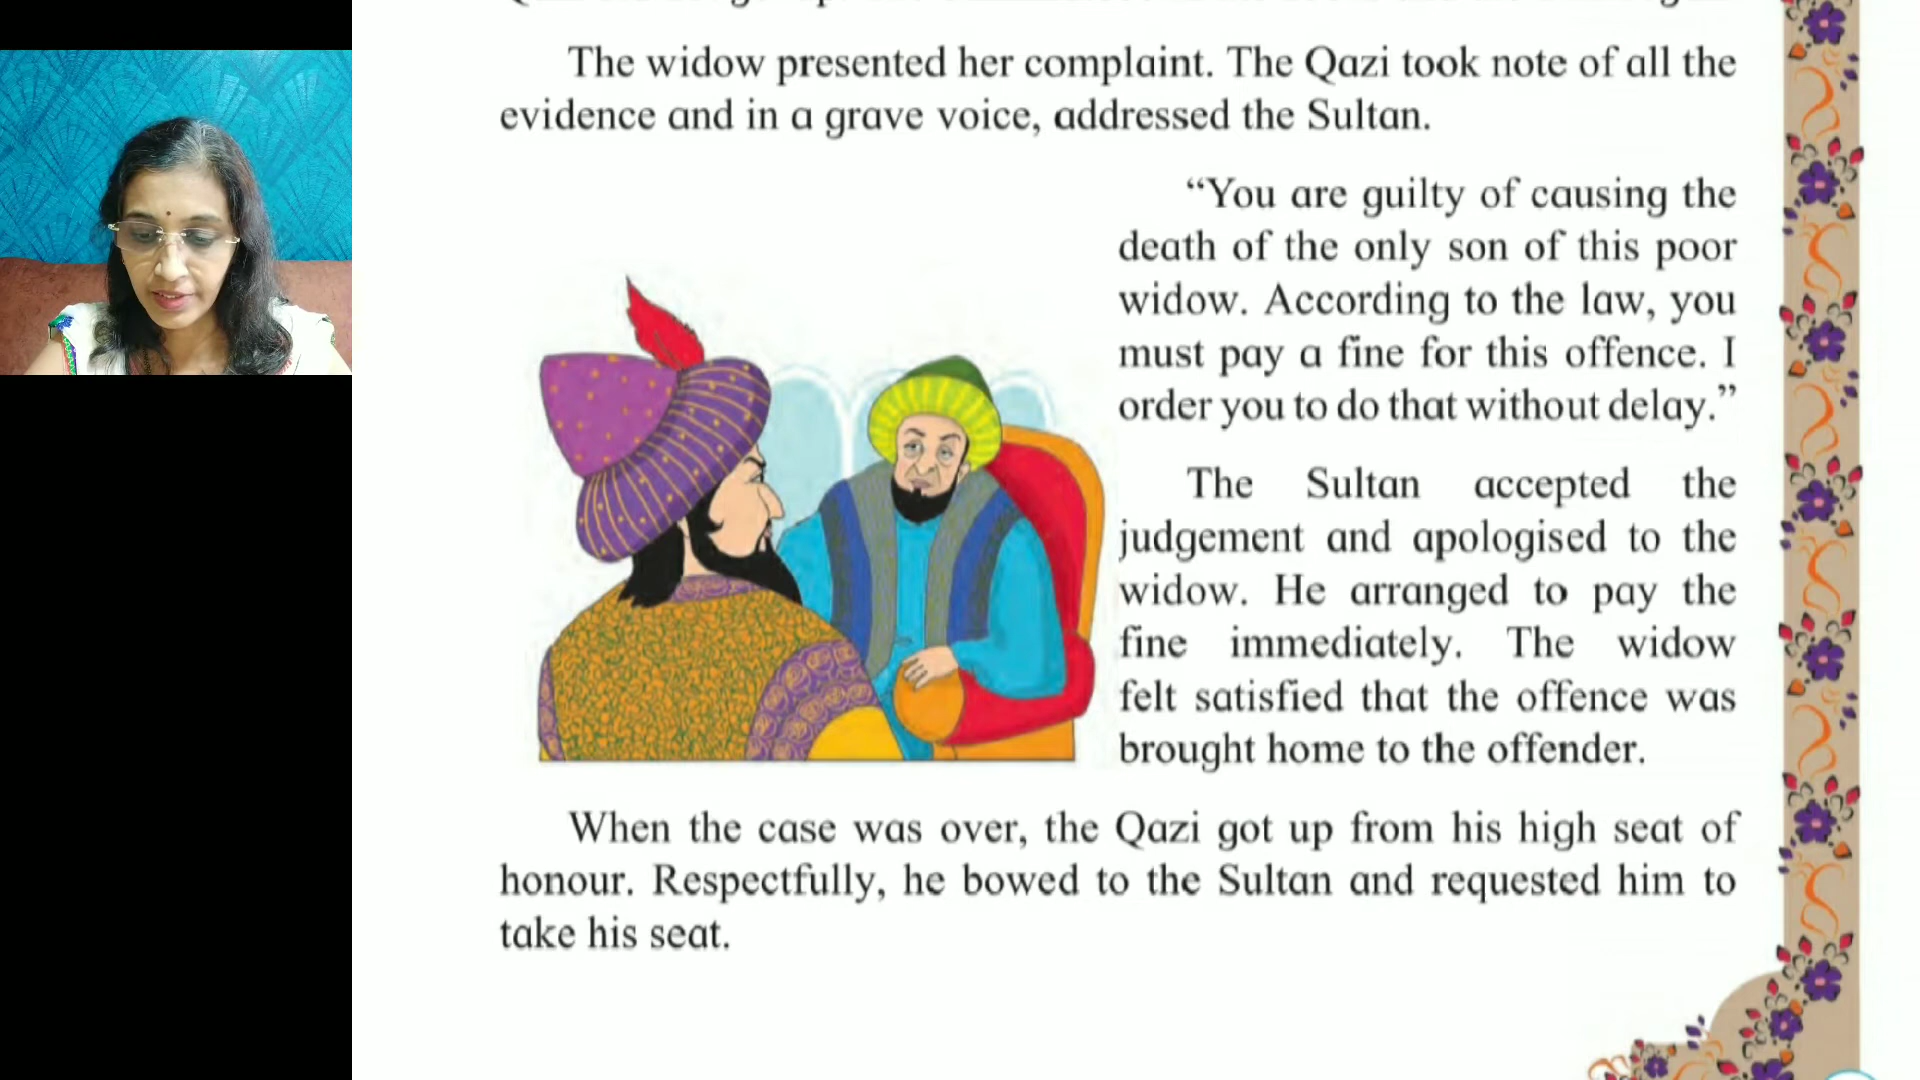 The widow presented her complaint. The Qazi took note of all the
evidence and in a grave voice, addressed the Sultan.
“You are guilty of causing the
death of the only son of this poor
widow. According to the law, you
must pay a fine for this offence. I
order you to do that without delay.”
The Sultan accepted the
judgement and apologised to the
widow. He arranged to pay the
fine immediately. The widow
felt satisfied that the offence was
brought home to the offender.
When the case was over, the Qazi got up from his high seat of
honour. Respectfully, he bowed to the Sultan and requested him to
take his seat.